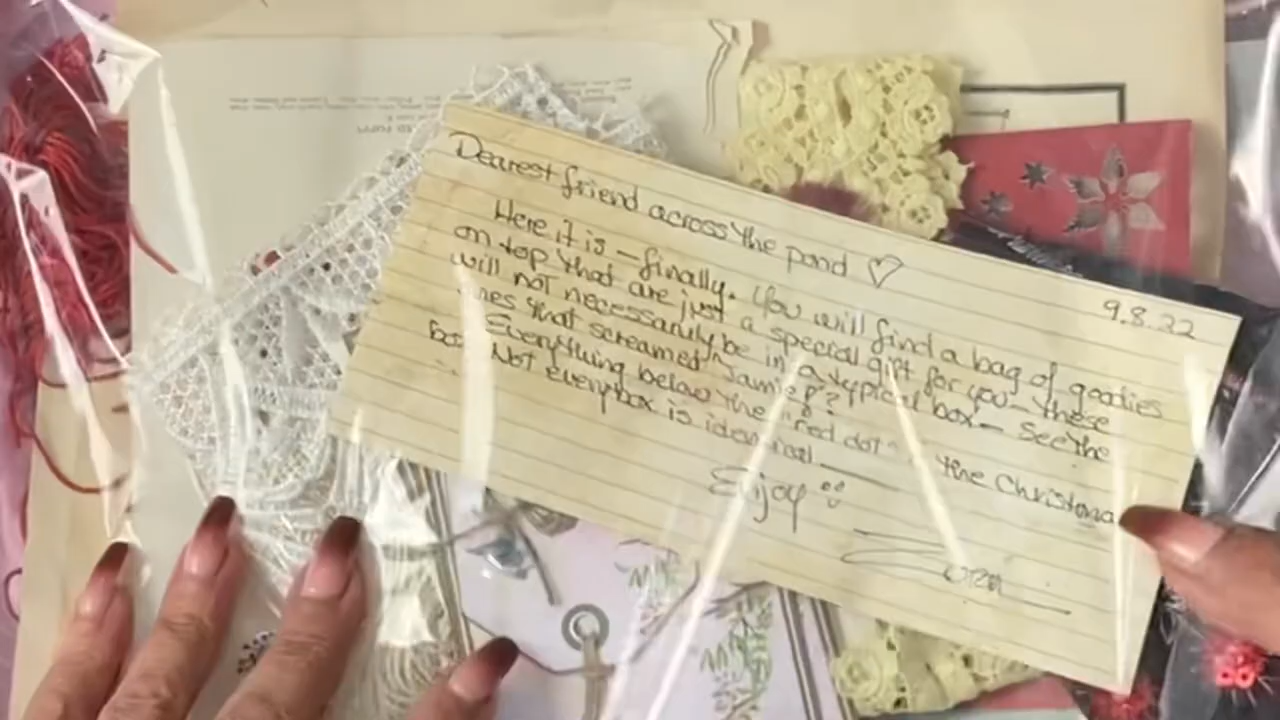 Dearest friend across the pond ♡
9.8.22
Here it is - finally. You will find a bag of goodies
on top that are just a special gift for you - these
will not necessarily be in a typical box - see the
ones that screamed "Jamie"??
Everything below the red dot the Christmas
box Not every box is identical
Enjoy